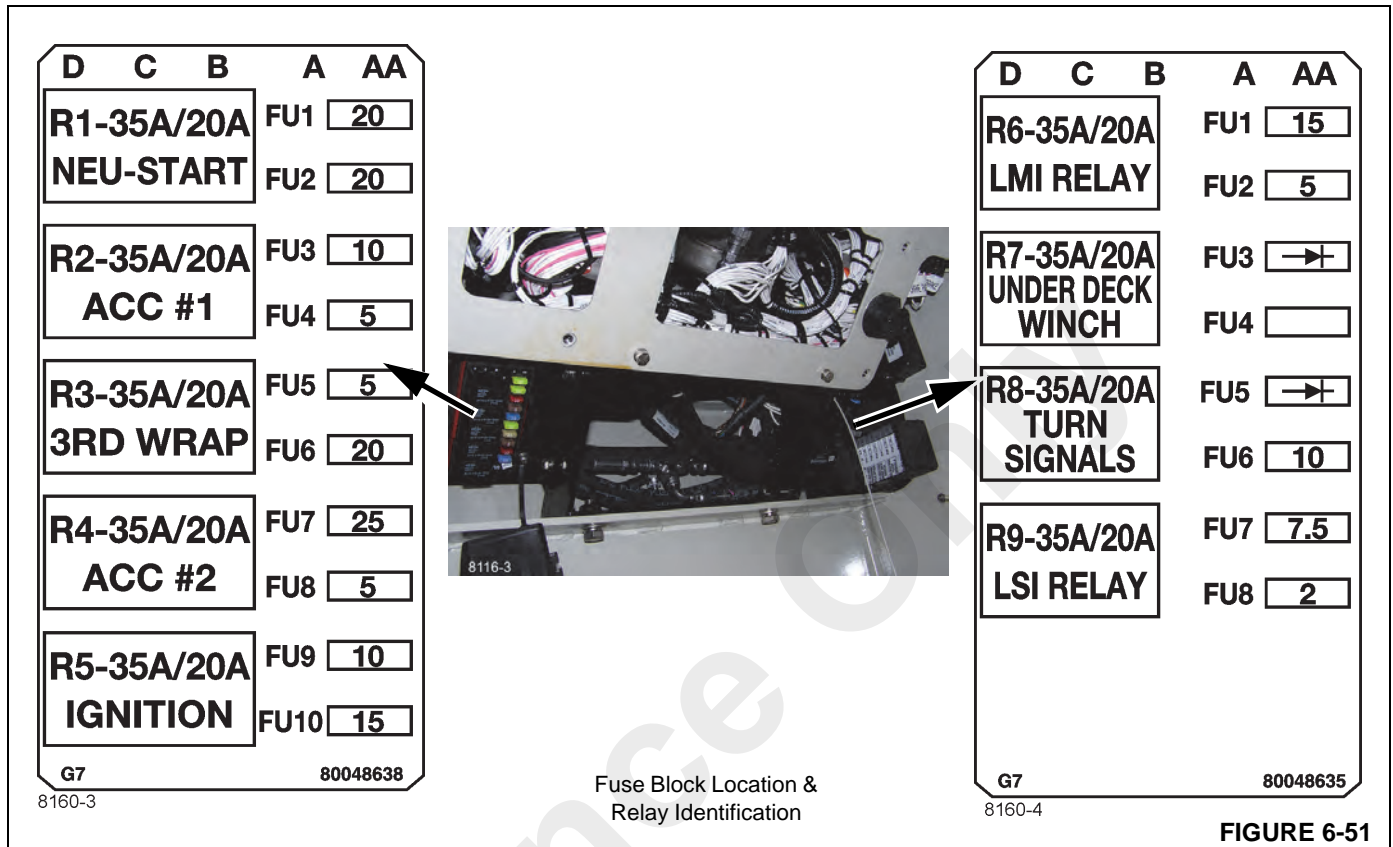 D C B A AA
R1-35A/20A
NEU-START
FU1 20
FU2 20
R2-35A/20A
ACC #1
FU3 10
FU4 5
R3-35A/20A
3RD WRAP
FU5 5
FU6 20
R4-35A/20A
ACC #2
FU7 25
FU8 5
R5-35A/20A
IGNITION
FU9 10
FU10 15
G7 80048638
8160-3
8116-3
Fuse Block Location &
Relay Identification
D C B A AA
R6-35A/20A
LMI RELAY
FU1 15
FU2 5
R7-35A/20A
UNDER DECK
WINCH
FU3
FU4
R8-35A/20A
TURN
SIGNALS
FU5
FU6 10
R9-35A/20A
LSI RELAY
FU7 7.5
FU8 2
G7 80048635
8160-4
FIGURE 6-51